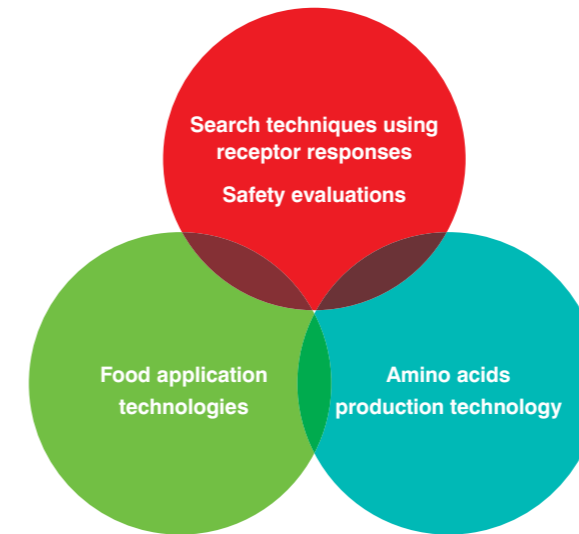 Search techniques using
receptor responses
Safety evaluations
Food application
technologies
Amino acids
production technology